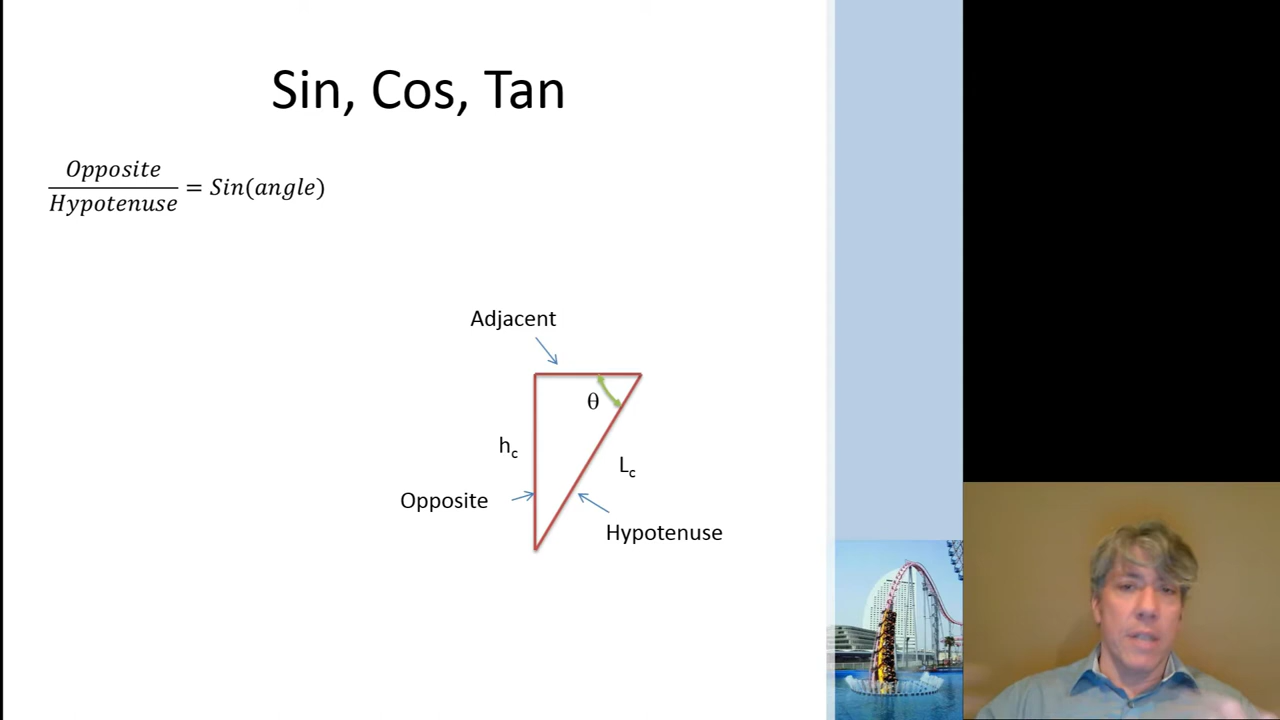 Sin, Cos, Tan
Opposite
Hypotenuse
= Sin(angle)
Adjacent
θ
hc
Lc
Opposite
Hypotenuse